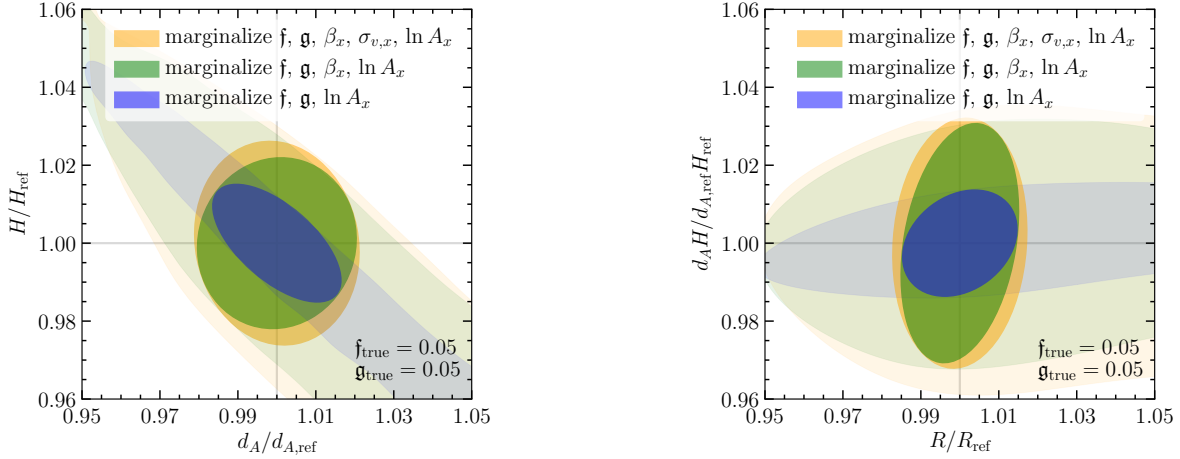 1.06
1.04
1.02
1.00
0.98
0.96
H/H_ref
marginalize 𝔣, 𝔤, β_x, σ_{v,x}, ln A_x
marginalize 𝔣, 𝔤, β_x, ln A_x
marginalize 𝔣, 𝔤, ln A_x
𝔣_true = 0.05
𝔤_true = 0.05
0.95 0.97 0.99 1.01 1.03 1.05
d_A/d_{A,ref}
1.06
1.04
1.02
1.00
0.98
0.96
d_A H/d_{A,ref}H_ref
marginalize 𝔣, 𝔤, β_x, σ_{v,x}, ln A_x
marginalize 𝔣, 𝔤, β_x, ln A_x
marginalize 𝔣, 𝔤, ln A_x
𝔣_true = 0.05
𝔤_true = 0.05
0.95 0.97 0.99 1.01 1.03 1.05
R/R_ref